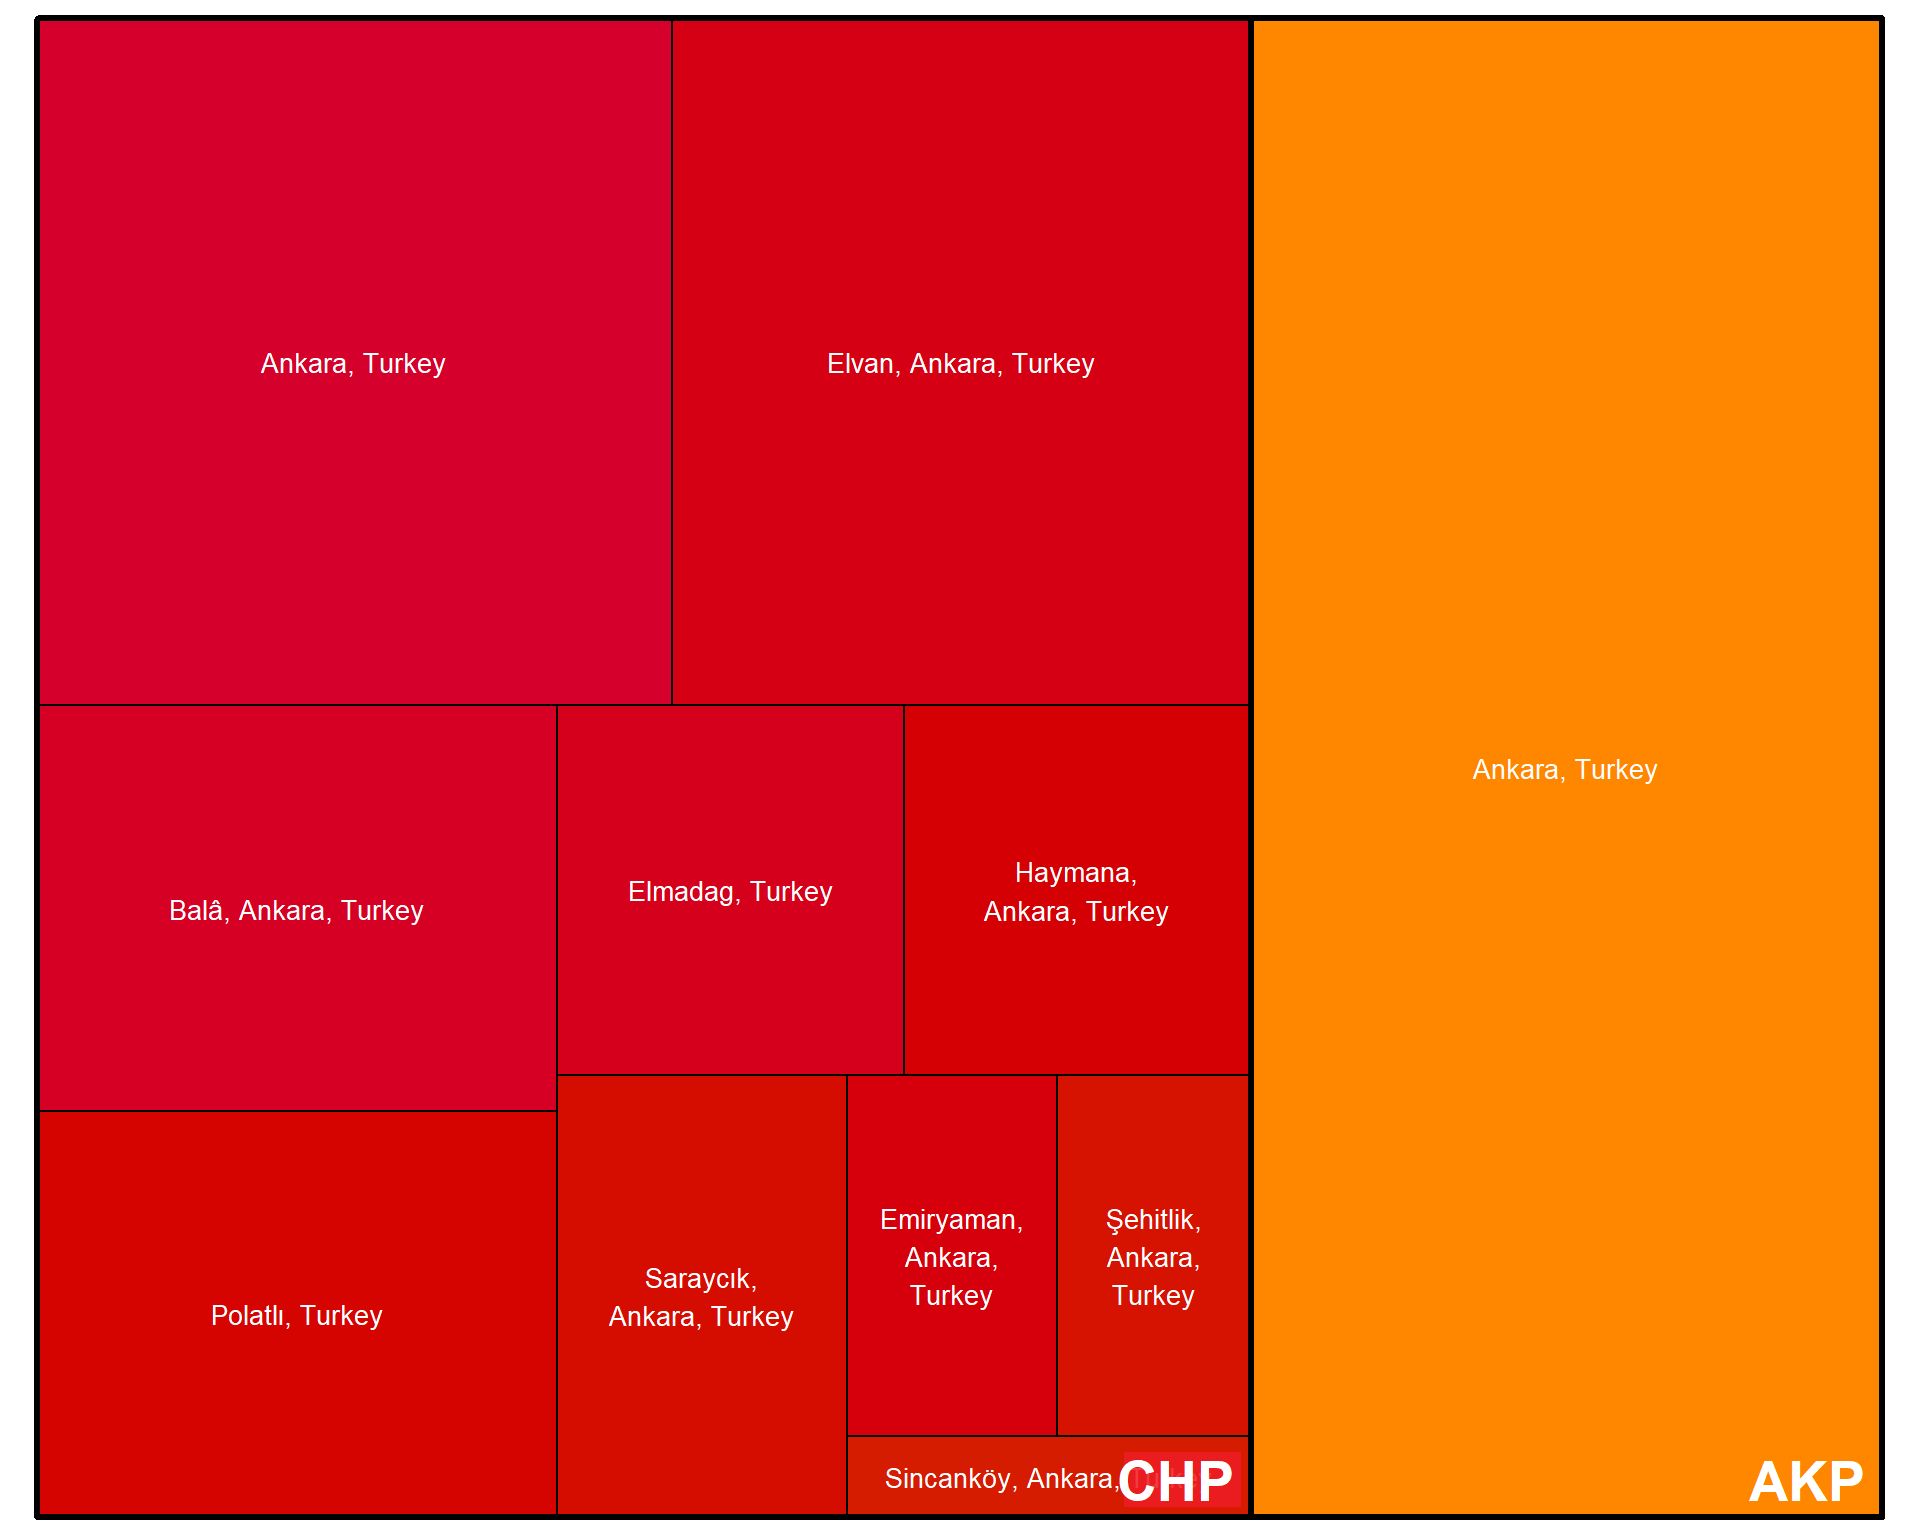 Ankara, Turkey
Elvan, Ankara, Turkey
Balâ, Ankara, Turkey
Elmadag, Turkey
Haymana,
Ankara, Turkey
Polatlı, Turkey
Saraycık,
Ankara, Turkey
Emiryaman,
Ankara,
Turkey
Şehitlik,
Ankara,
Turkey
Sincanköy, Ankara,
CHP
Ankara, Turkey
AKP